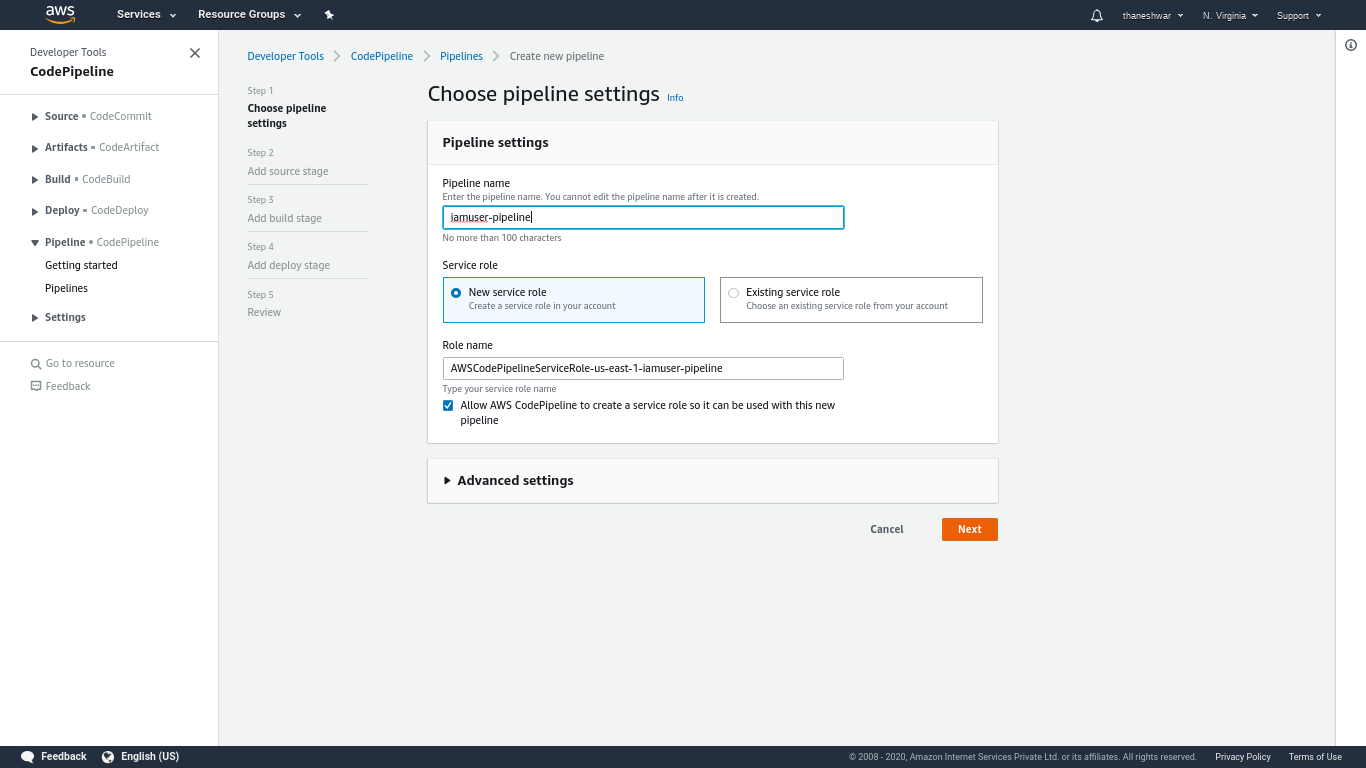 aws Services Resource Groups thaneshwar N. Virginia Support
Developer Tools
CodePipeline
Source • CodeCommit
Artifacts • CodeArtifact
Build • CodeBuild
Deploy • CodeDeploy
Pipeline • CodePipeline
Getting started
Pipelines
Settings
Go to resource
Feedback
Developer Tools > CodePipeline > Pipelines > Create new pipeline
Step 1
Choose pipeline
settings
Step 2
Add source stage
Step 3
Add build stage
Step 4
Add deploy stage
Step 5
Review
Choose pipeline settings Info
Pipeline settings
Pipeline name
Enter the pipeline name. You cannot edit the pipeline name after it is created.
iamuser-pipeline
No more than 100 characters
Service role
New service role
Create a service role in your account
Existing service role
Choose an existing service role from your account
Role name
AWSCodePipelineServiceRole-us-east-1-iamuser-pipeline
Type your service role name
Allow AWS CodePipeline to create a service role so it can be used with this new
pipeline
Advanced settings
Cancel Next
Feedback English (US) © 2008 - 2020, Amazon Internet Services Private Ltd. or its affiliates. All rights reserved. Privacy Policy Terms of Use